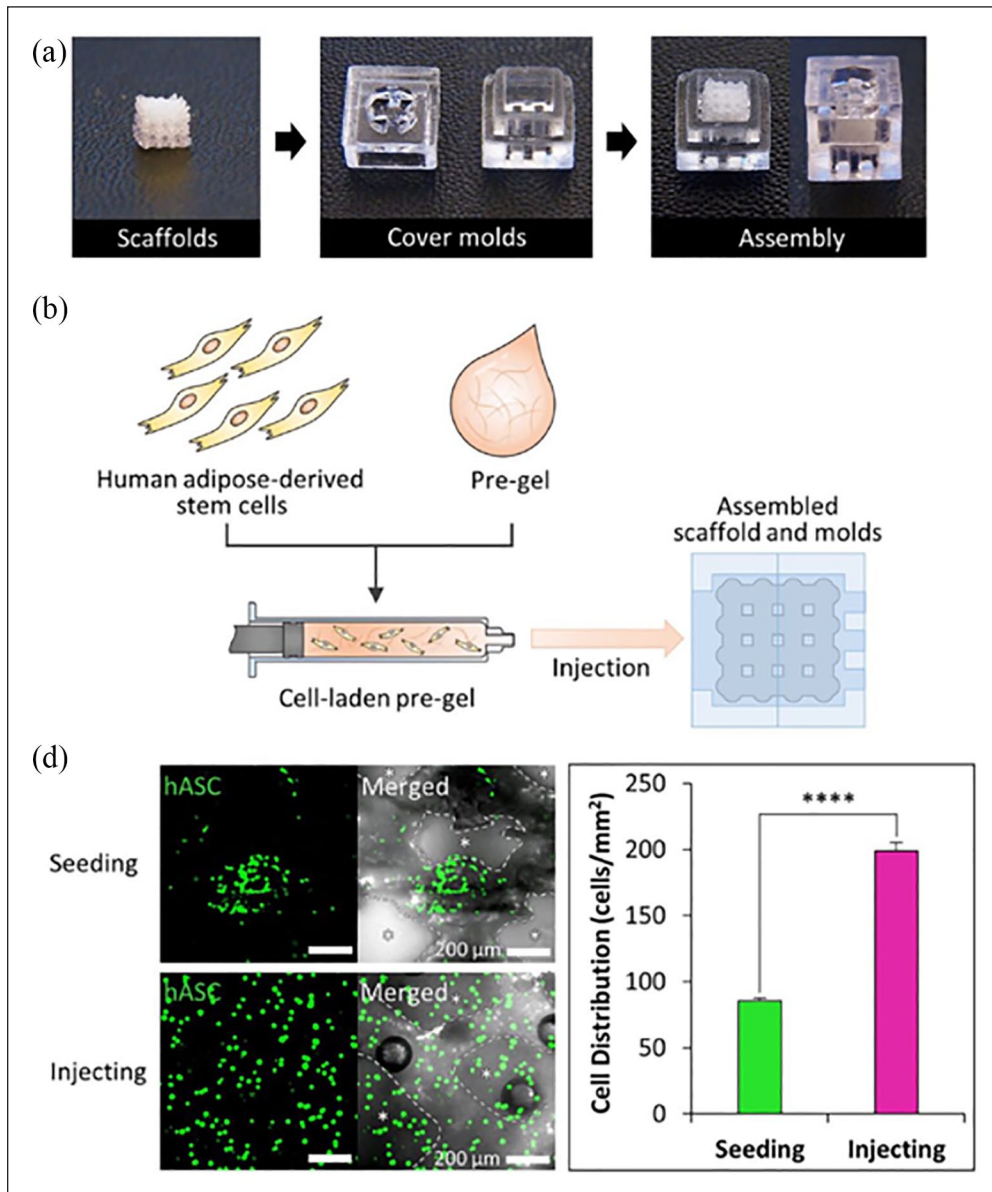 (a)
Scaffolds
Cover molds
Assembly
(b)
Human adipose-derived
stem cells
Pre-gel
Assembled
scaffold and molds
Injection
Cell-laden pre-gel
(d)
hASC
Merged
Seeding
200 µm
hASC
Merged
Injecting
200 µm
Cell Distribution (cells/mm²)
250
200
150
100
50
0
****
Seeding
Injecting